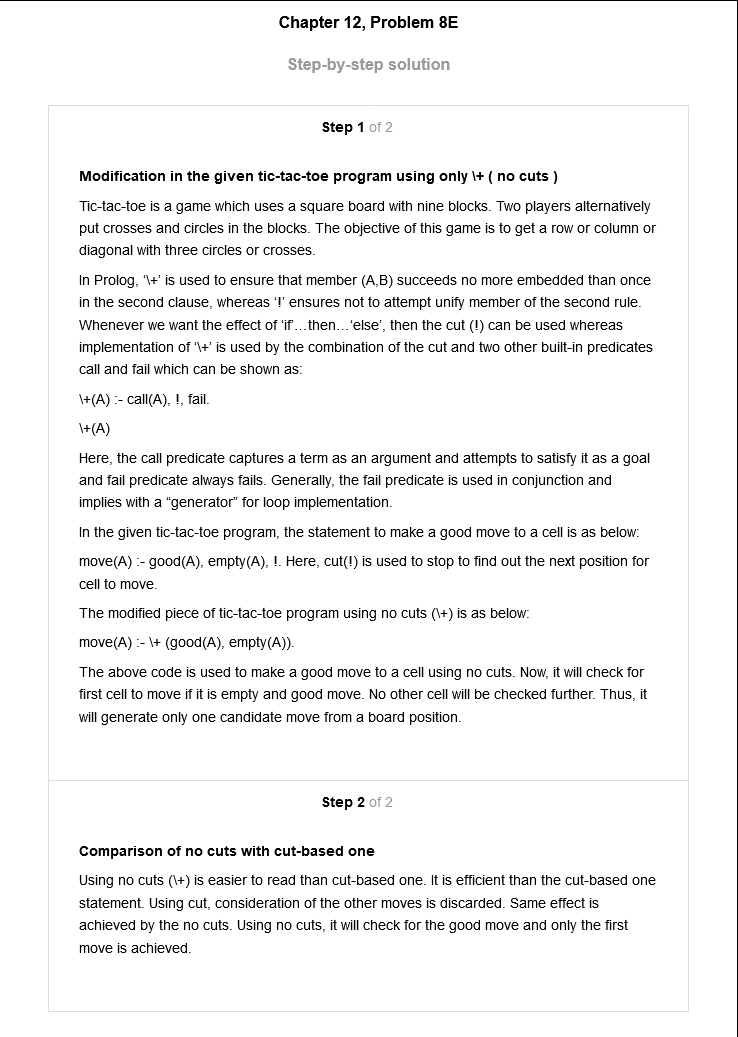 Chapter 12, Problem 8E
Step-by-step solution
Step 1 of 2
Modification in the given tic-tac-toe program using only \+ ( no cuts )
Tic-tac-toe is a game which uses a square board with nine blocks. Two players alternatively
put crosses and circles in the blocks. The objective of this game is to get a row or column or
diagonal with three circles or crosses.
In Prolog, ‘\+’ is used to ensure that member (A,B) succeeds no more embedded than once
in the second clause, whereas ‘!’ ensures not to attempt unify member of the second rule.
Whenever we want the effect of ‘if’…then…‘else’, then the cut (!) can be used whereas
implementation of ‘\+’ is used by the combination of the cut and two other built-in predicates
call and fail which can be shown as:
\+(A) :- call(A), !, fail.
\+(A)
Here, the call predicate captures a term as an argument and attempts to satisfy it as a goal
and fail predicate always fails. Generally, the fail predicate is used in conjunction and
implies with a “generator” for loop implementation.
In the given tic-tac-toe program, the statement to make a good move to a cell is as below:
move(A) :- good(A), empty(A), !. Here, cut(!) is used to stop to find out the next position for
cell to move.
The modified piece of tic-tac-toe program using no cuts (\+) is as below:
move(A) :- \+ (good(A), empty(A)).
The above code is used to make a good move to a cell using no cuts. Now, it will check for
first cell to move if it is empty and good move. No other cell will be checked further. Thus, it
will generate only one candidate move from a board position.
Step 2 of 2
Comparison of no cuts with cut-based one
Using no cuts (\+) is easier to read than cut-based one. It is efficient than the cut-based one
statement. Using cut, consideration of the other moves is discarded. Same effect is
achieved by the no cuts. Using no cuts, it will check for the good move and only the first
move is achieved.